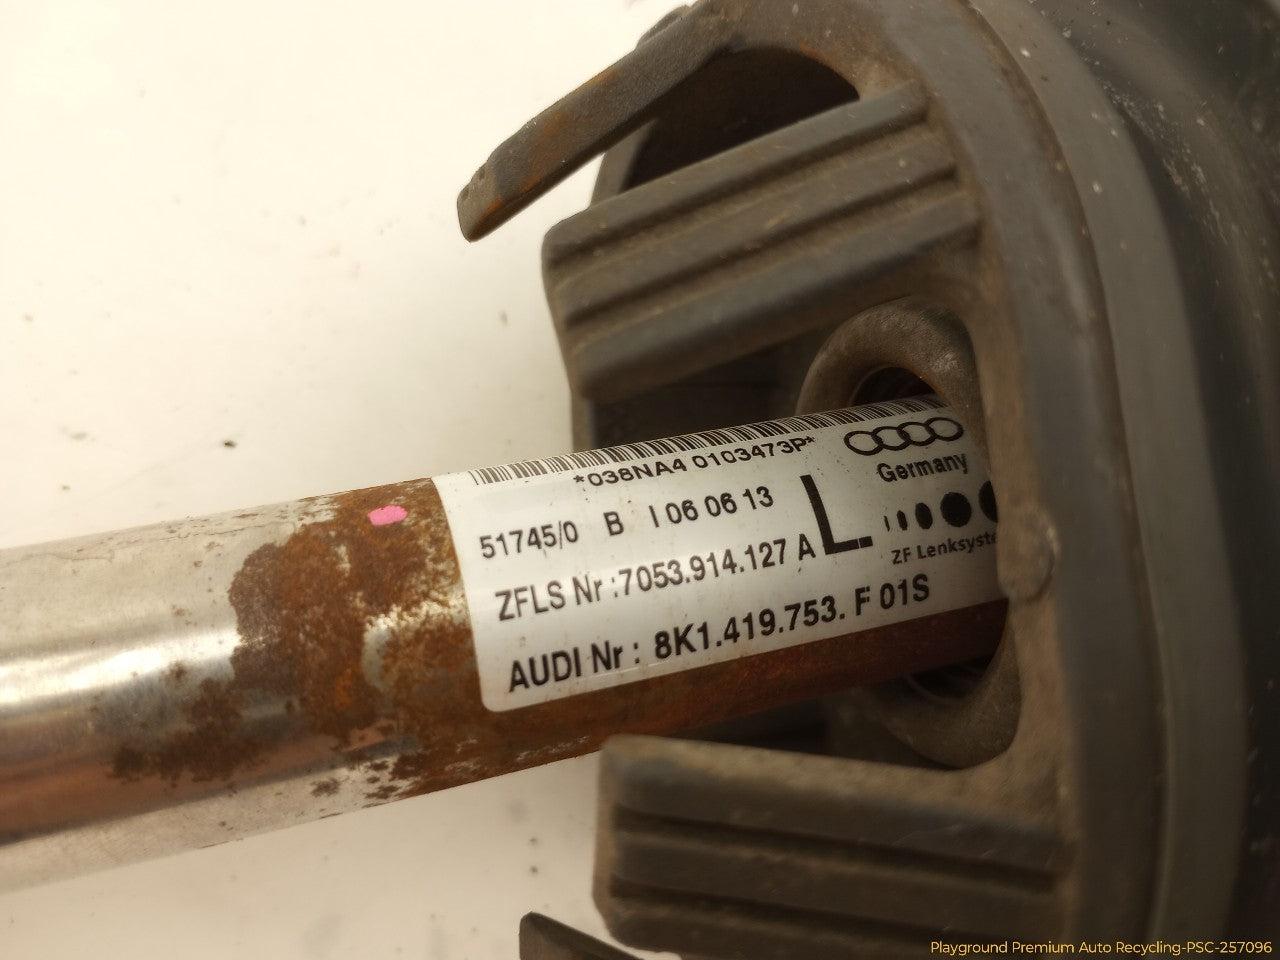 *038NA4 0103473P*
Germany
51745/0 B I 06 06 13
L
ZF Lenksyste
ZFLS Nr :7053.914.127 A
AUDI Nr : 8K1.419.753. F 01S
Playground Premium Auto Recycling-PSC-257096